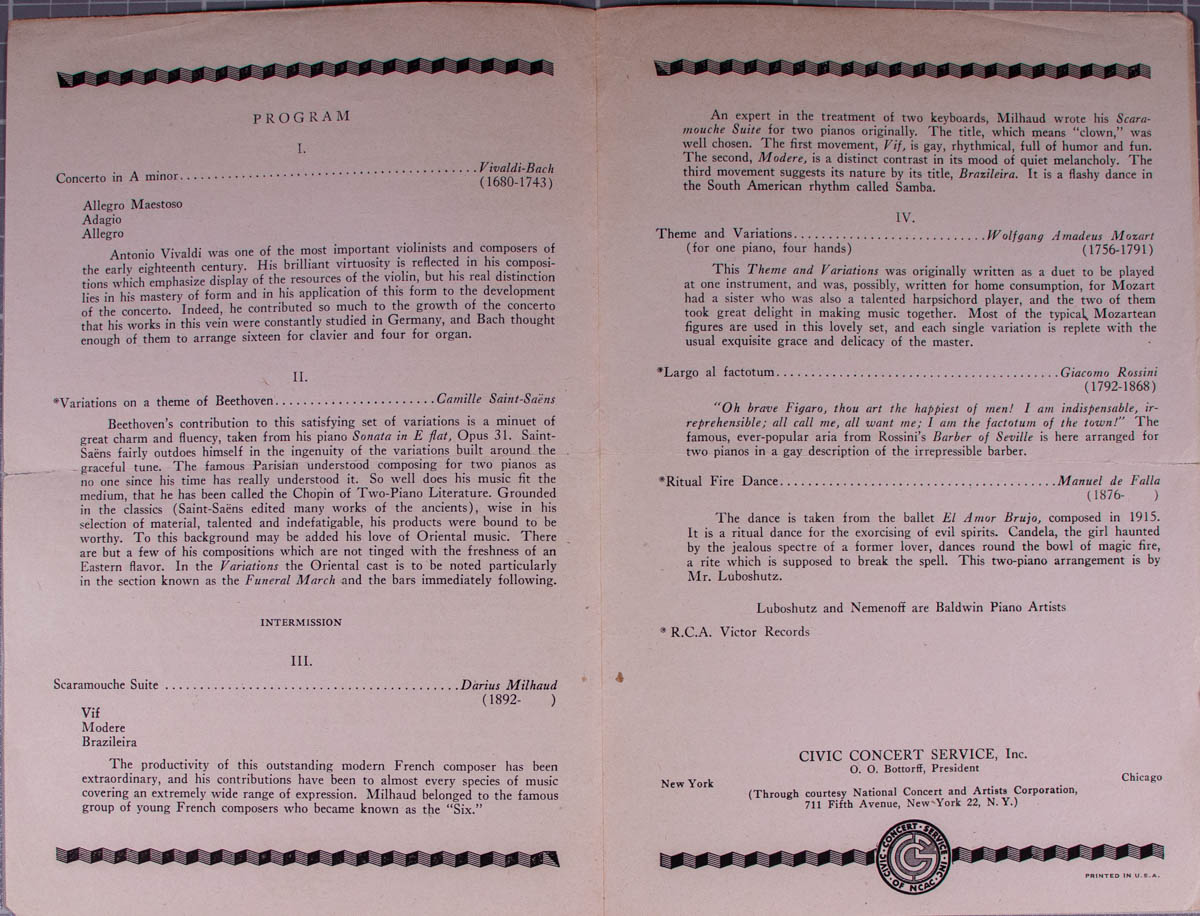 PROGRAM
I.
Concerto in A minor........................................Vivaldi-Bach
(1680-1743)
Allegro Maestoso
Adagio
Allegro
Antonio Vivaldi was one of the most important violinists and composers of
the early eighteenth century. His brilliant virtuosity is reflected in his composi-
tions which emphasize display of the resources of the violin, but his real distinction
lies in his mastery of form and in his application of this form to the development
of the concerto. Indeed, he contributed so much to the growth of the concerto
that his works in this vein were constantly studied in Germany, and Bach thought
enough of them to arrange sixteen for clavier and four for organ.
II.
*Variations on a theme of Beethoven.......................Camille Saint-Saëns
Beethoven's contribution to this satisfying set of variations is a minuet of
great charm and fluency, taken from his piano Sonata in E flat, Opus 31. Saint-
Saëns fairly outdoes himself in the ingenuity of the variations built around the
graceful tune. The famous Parisian understood composing for two pianos as
no one since his time has really understood it. So well does his music fit the
medium, that he has been called the Chopin of Two-Piano Literature. Grounded
in the classics (Saint-Saëns edited many works of the ancients), wise in his
selection of material, talented and indefatigable, his products were bound to be
worthy. To this background may be added his love of Oriental music. There
are but a few of his compositions which are not tinged with the freshness of an
Eastern flavor. In the Variations the Oriental cast is to be noted particularly
in the section known as the Funeral March and the bars immediately following.
INTERMISSION
III.
Scaramouche Suite ..........................................Darius Milhaud
(1892- )
Vif
Modere
Brazileira
The productivity of this outstanding modern French composer has been
extraordinary, and his contributions have been to almost every species of music
covering an extremely wide range of expression. Milhaud belonged to the famous
group of young French composers who became known as the "Six."
An expert in the treatment of two keyboards, Milhaud wrote his Scara-
mouche Suite for two pianos originally. The title, which means "clown," was
well chosen. The first movement, Vif, is gay, rhythmical, full of humor and fun.
The second, Modere, is a distinct contrast in its mood of quiet melancholy. The
third movement suggests its nature by its title, Brazileira. It is a flashy dance in
the South American rhythm called Samba.
IV.
Theme and Variations............................Wolfgang Amadeus Mozart
(for one piano, four hands) (1756-1791)
This Theme and Variations was originally written as a duet to be played
at one instrument, and was, possibly, written for home consumption, for Mozart
had a sister who was also a talented harpsichord player, and the two of them
took great delight in making music together. Most of the typical Mozartean
figures are used in this lovely set, and each single variation is replete with the
usual exquisite grace and delicacy of the master.
*Largo al factotum........................................Giacomo Rossini
(1792-1868)
"Oh brave Figaro, thou art the happiest of men! I am indispensable, ir-
reprehensible; all call me, all want me; I am the factotum of the town!" The
famous, ever-popular aria from Rossini's Barber of Seville is here arranged for
two pianos in a gay description of the irrepressible barber.
*Ritual Fire Dance........................................Manuel de Falla
(1876- )
The dance is taken from the ballet El Amor Brujo, composed in 1915.
It is a ritual dance for the exorcising of evil spirits. Candela, the girl haunted
by the jealous spectre of a former lover, dances round the bowl of magic fire,
a rite which is supposed to break the spell. This two-piano arrangement is by
Mr. Luboshutz.
Luboshutz and Nemenoff are Baldwin Piano Artists
* R.C.A. Victor Records
CIVIC CONCERT SERVICE, Inc.
O. O. Bottorff, President
New York Chicago
(Through courtesy National Concert and Artists Corporation,
711 Fifth Avenue, New York 22, N. Y.)
CIVIC · CONCERT · SERVICE · INC ·
CCS
OF NCAC
PRINTED IN U.S.A.